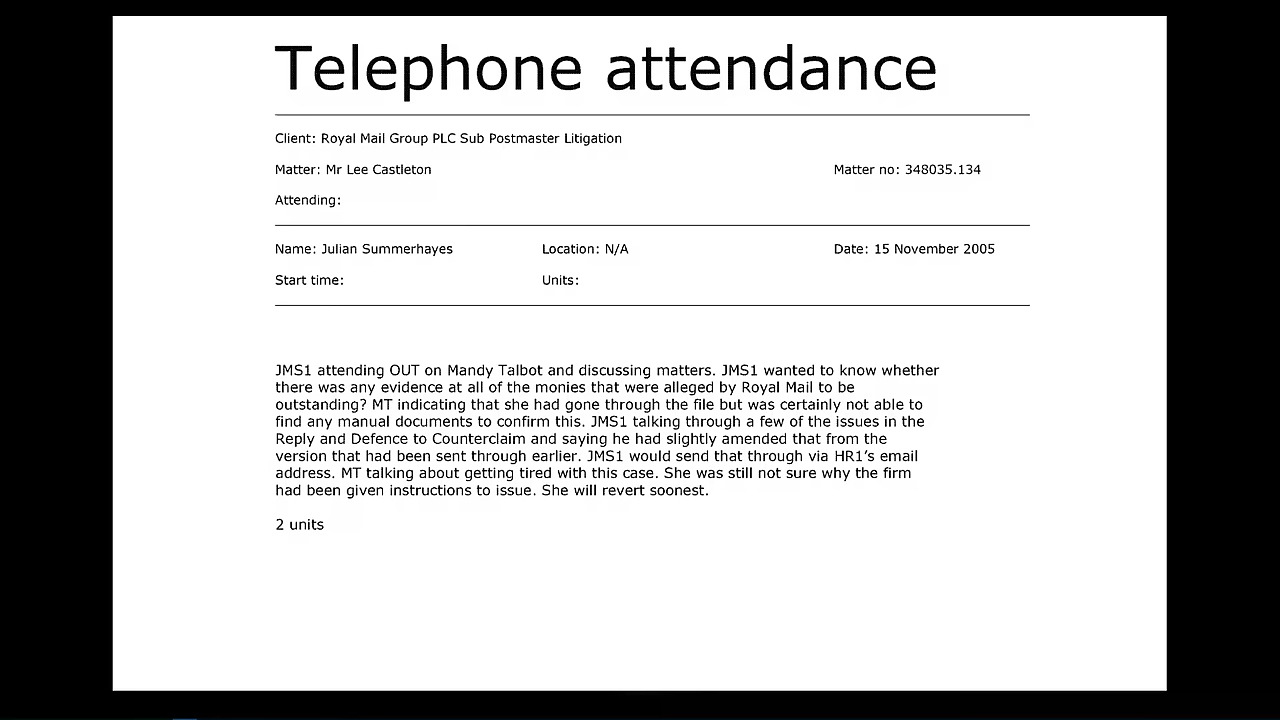 Telephone attendance
Client: Royal Mail Group PLC Sub Postmaster Litigation
Matter: Mr Lee Castleton Matter no: 348035.134
Attending:
Name: Julian Summerhayes Location: N/A Date: 15 November 2005
Start time: Units:
JMS1 attending OUT on Mandy Talbot and discussing matters. JMS1 wanted to know whether
there was any evidence at all of the monies that were alleged by Royal Mail to be
outstanding? MT indicating that she had gone through the file but was certainly not able to
find any manual documents to confirm this. JMS1 talking through a few of the issues in the
Reply and Defence to Counterclaim and saying he had slightly amended that from the
version that had been sent through earlier. JMS1 would send that through via HR1’s email
address. MT talking about getting tired with this case. She was still not sure why the firm
had been given instructions to issue. She will revert soonest.
2 units